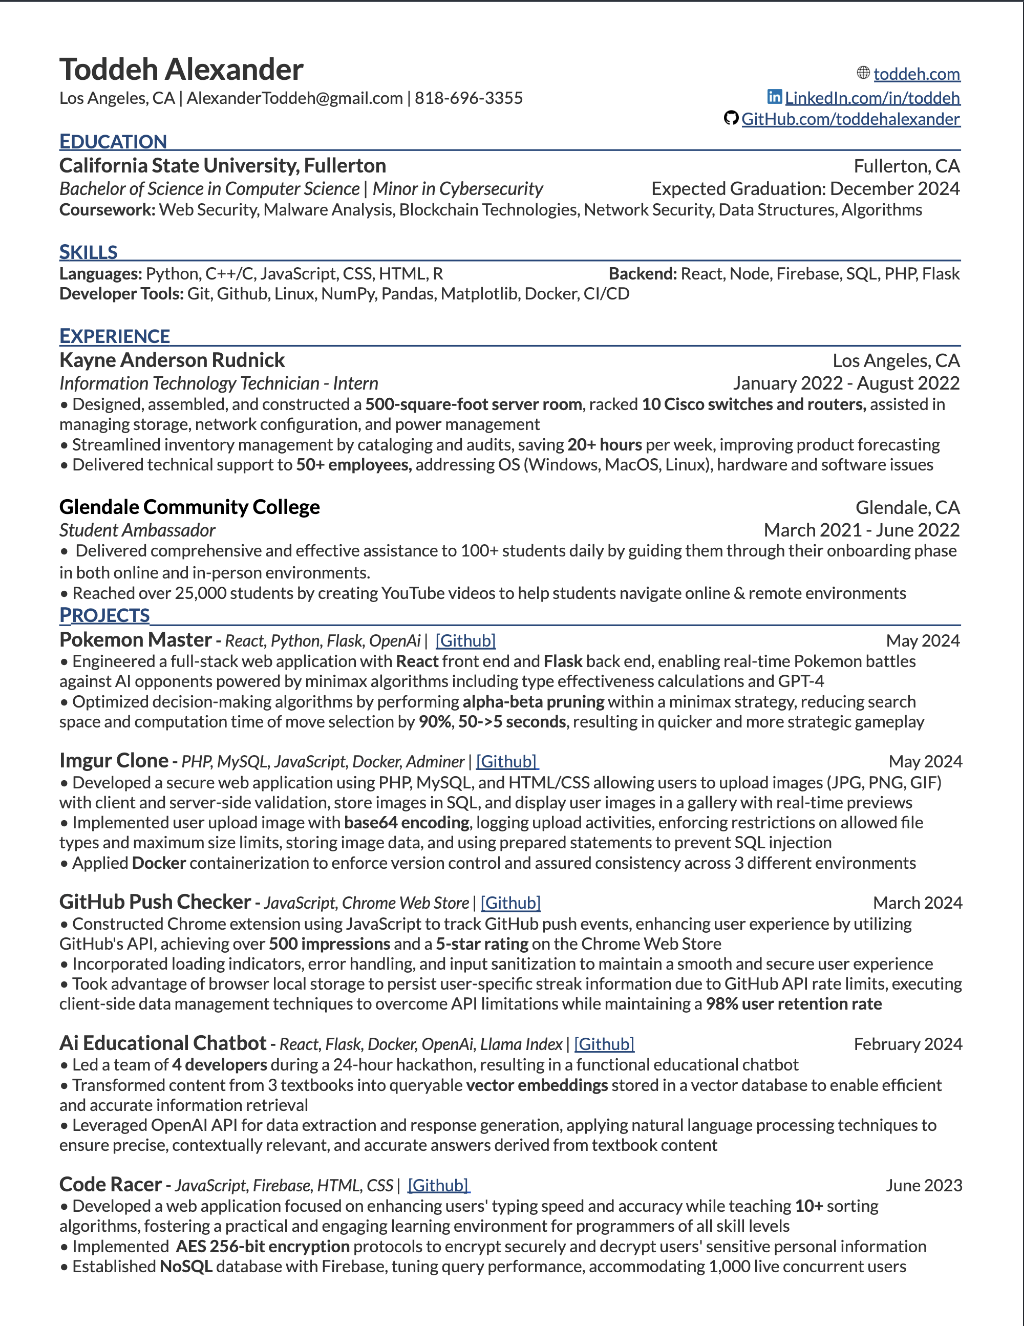 Toddeh Alexander
Los Angeles, CA | AlexanderToddeh@gmail.com | 818-696-3355
toddeh.com
LinkedIn.com/in/toddeh
GitHub.com/toddehalexander
EDUCATION
California State University, Fullerton Fullerton, CA
Bachelor of Science in Computer Science | Minor in Cybersecurity Expected Graduation: December 2024
Coursework: Web Security, Malware Analysis, Blockchain Technologies, Network Security, Data Structures, Algorithms
SKILLS
Languages: Python, C++/C, JavaScript, CSS, HTML, R Backend: React, Node, Firebase, SQL, PHP, Flask
Developer Tools: Git, Github, Linux, NumPy, Pandas, Matplotlib, Docker, CI/CD
EXPERIENCE
Kayne Anderson Rudnick Los Angeles, CA
Information Technology Technician - Intern January 2022 - August 2022
• Designed, assembled, and constructed a 500-square-foot server room, racked 10 Cisco switches and routers, assisted in
managing storage, network configuration, and power management
• Streamlined inventory management by cataloging and audits, saving 20+ hours per week, improving product forecasting
• Delivered technical support to 50+ employees, addressing OS (Windows, MacOS, Linux), hardware and software issues
Glendale Community College Glendale, CA
Student Ambassador March 2021 - June 2022
• Delivered comprehensive and effective assistance to 100+ students daily by guiding them through their onboarding phase
in both online and in-person environments.
• Reached over 25,000 students by creating YouTube videos to help students navigate online & remote environments
PROJECTS
Pokemon Master - React, Python, Flask, OpenAi | [Github] May 2024
• Engineered a full-stack web application with React front end and Flask back end, enabling real-time Pokemon battles
against AI opponents powered by minimax algorithms including type effectiveness calculations and GPT-4
• Optimized decision-making algorithms by performing alpha-beta pruning within a minimax strategy, reducing search
space and computation time of move selection by 90%, 50->5 seconds, resulting in quicker and more strategic gameplay
Imgur Clone - PHP, MySQL, JavaScript, Docker, Adminer | [Github] May 2024
• Developed a secure web application using PHP, MySQL, and HTML/CSS allowing users to upload images (JPG, PNG, GIF)
with client and server-side validation, store images in SQL, and display user images in a gallery with real-time previews
• Implemented user upload image with base64 encoding, logging upload activities, enforcing restrictions on allowed file
types and maximum size limits, storing image data, and using prepared statements to prevent SQL injection
• Applied Docker containerization to enforce version control and assured consistency across 3 different environments
GitHub Push Checker - JavaScript, Chrome Web Store | [Github] March 2024
• Constructed Chrome extension using JavaScript to track GitHub push events, enhancing user experience by utilizing
GitHub's API, achieving over 500 impressions and a 5-star rating on the Chrome Web Store
• Incorporated loading indicators, error handling, and input sanitization to maintain a smooth and secure user experience
• Took advantage of browser local storage to persist user-specific streak information due to GitHub API rate limits, executing
client-side data management techniques to overcome API limitations while maintaining a 98% user retention rate
Ai Educational Chatbot - React, Flask, Docker, OpenAi, Llama Index | [Github] February 2024
• Led a team of 4 developers during a 24-hour hackathon, resulting in a functional educational chatbot
• Transformed content from 3 textbooks into queryable vector embeddings stored in a vector database to enable efficient
and accurate information retrieval
• Leveraged OpenAI API for data extraction and response generation, applying natural language processing techniques to
ensure precise, contextually relevant, and accurate answers derived from textbook content
Code Racer - JavaScript, Firebase, HTML, CSS | [Github] June 2023
• Developed a web application focused on enhancing users' typing speed and accuracy while teaching 10+ sorting
algorithms, fostering a practical and engaging learning environment for programmers of all skill levels
• Implemented AES 256-bit encryption protocols to encrypt securely and decrypt users' sensitive personal information
• Established NoSQL database with Firebase, tuning query performance, accommodating 1,000 live concurrent users